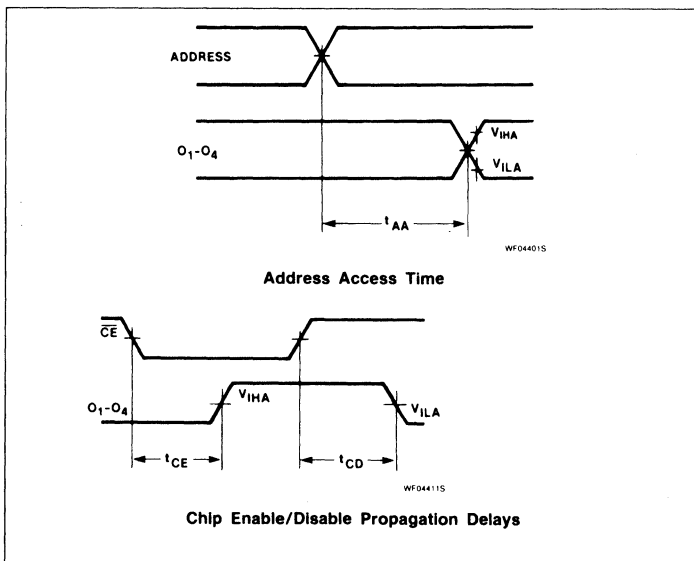 ADDRESS
O1-O4
VIHA
VILA
tAA
WF04401S
Address Access Time
CE
O1-O4
VIHA
VILA
tCE
tCD
WF04411S
Chip Enable/Disable Propagation Delays